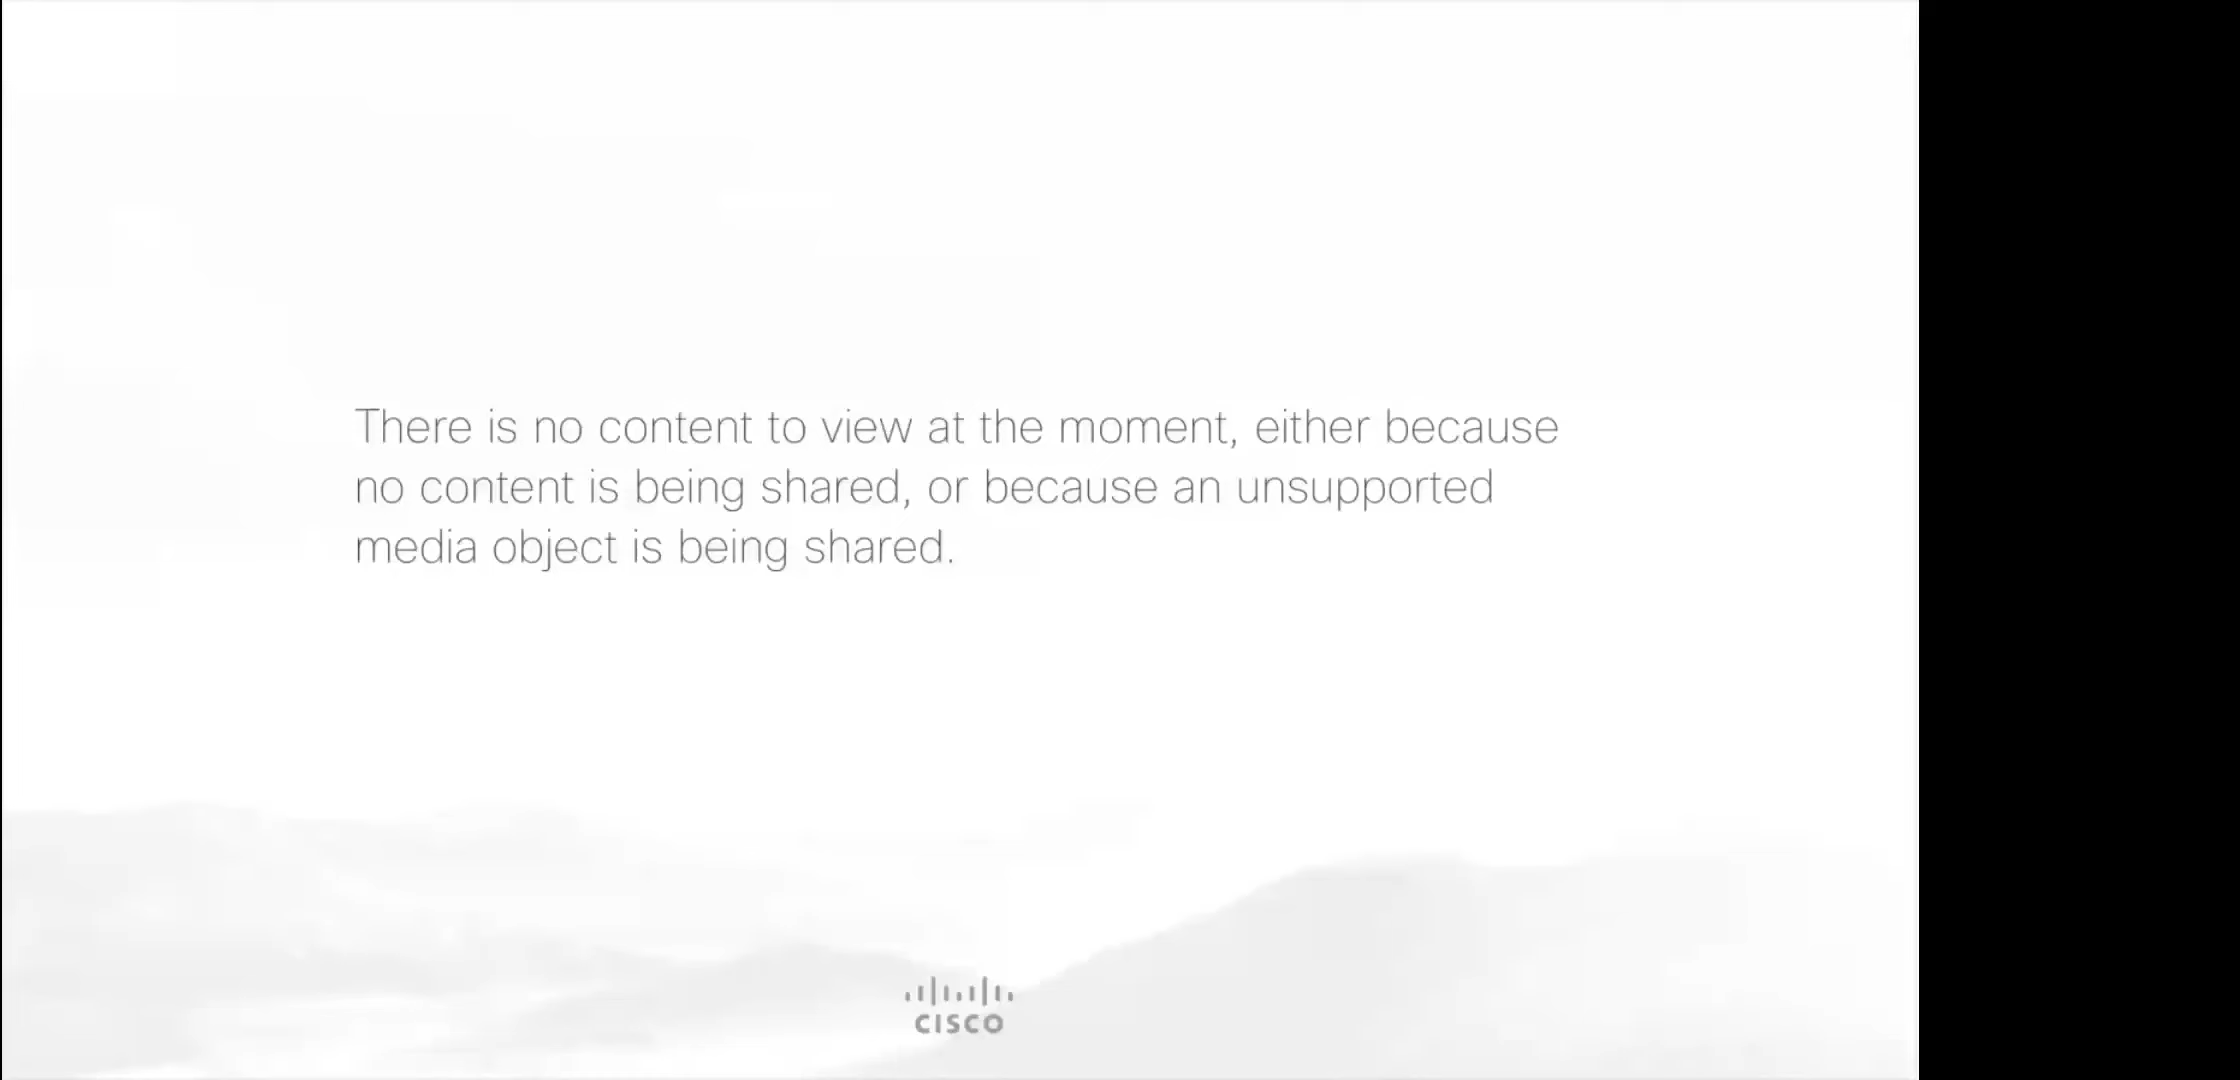 There is no content to view at the moment, either because
no content is being shared, or because an unsupported
media object is being shared.
CISCO